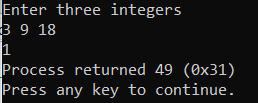 Enter three integers
3 9 18
1
Process returned 49 (0x31)
Press any key to continue.